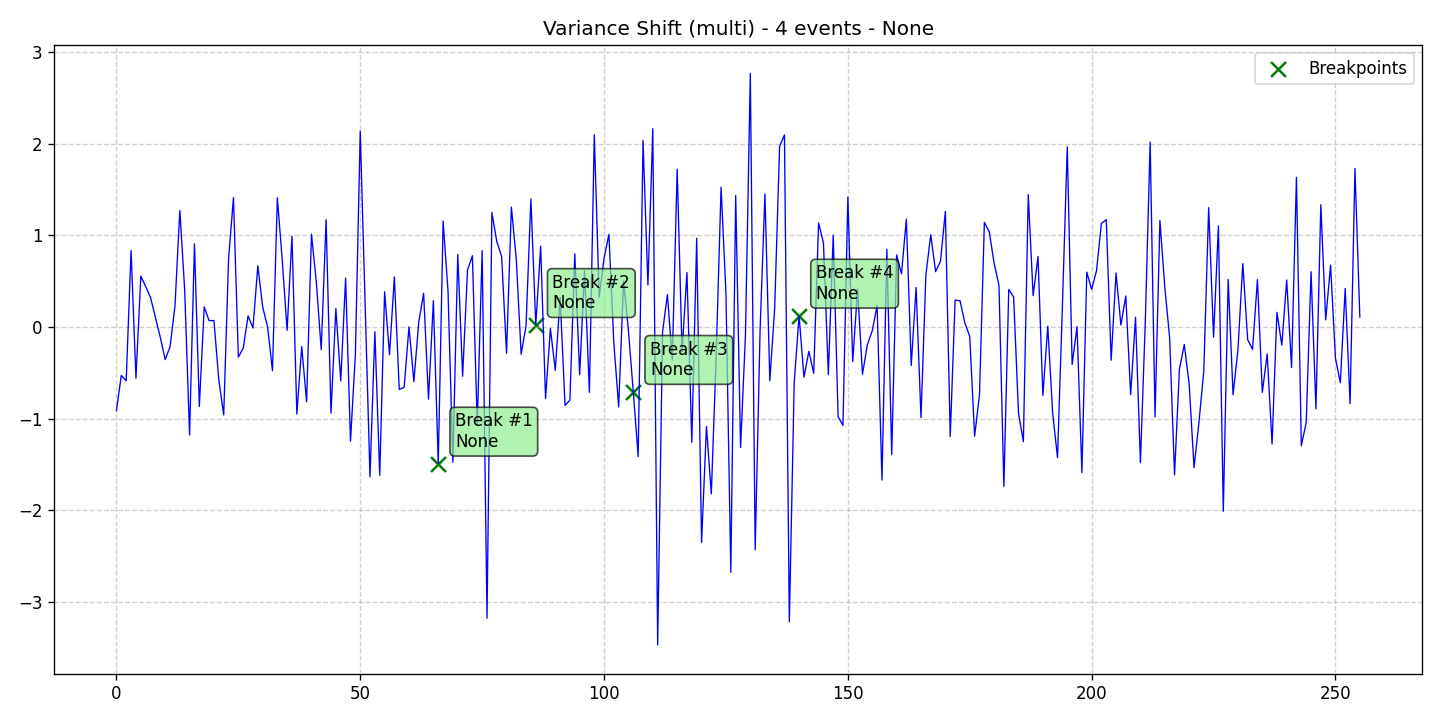 Variance Shift (multi) - 4 events - None
3
2
1
0
−1
−2
−3
Breakpoints
Break #1
None
Break #2
None
Break #3
None
Break #4
None
0
50
100
150
200
250